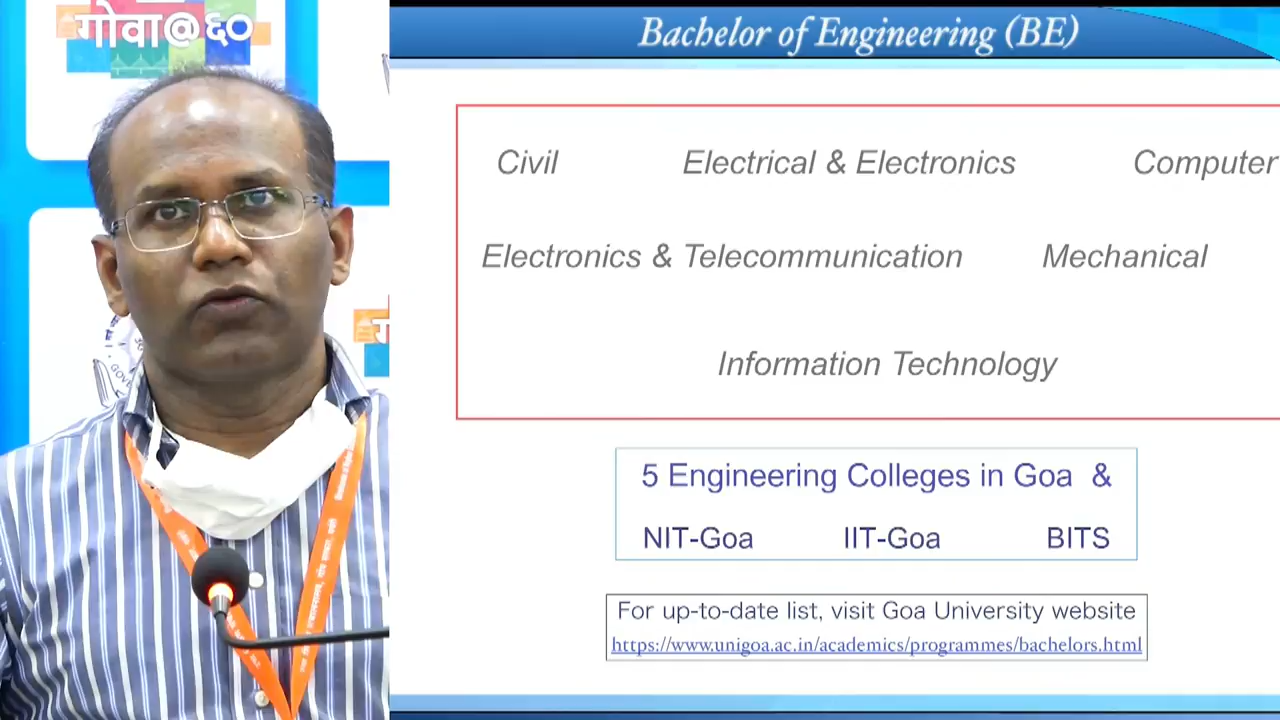 गोवा@६०
Bachelor of Engineering (BE)
Civil Electrical & Electronics Computer
Electronics & Telecommunication Mechanical
Information Technology
5 Engineering Colleges in Goa &
NIT-Goa IIT-Goa BITS
For up-to-date list, visit Goa University website
https://www.unigoa.ac.in/academics/programmes/bachelors.html